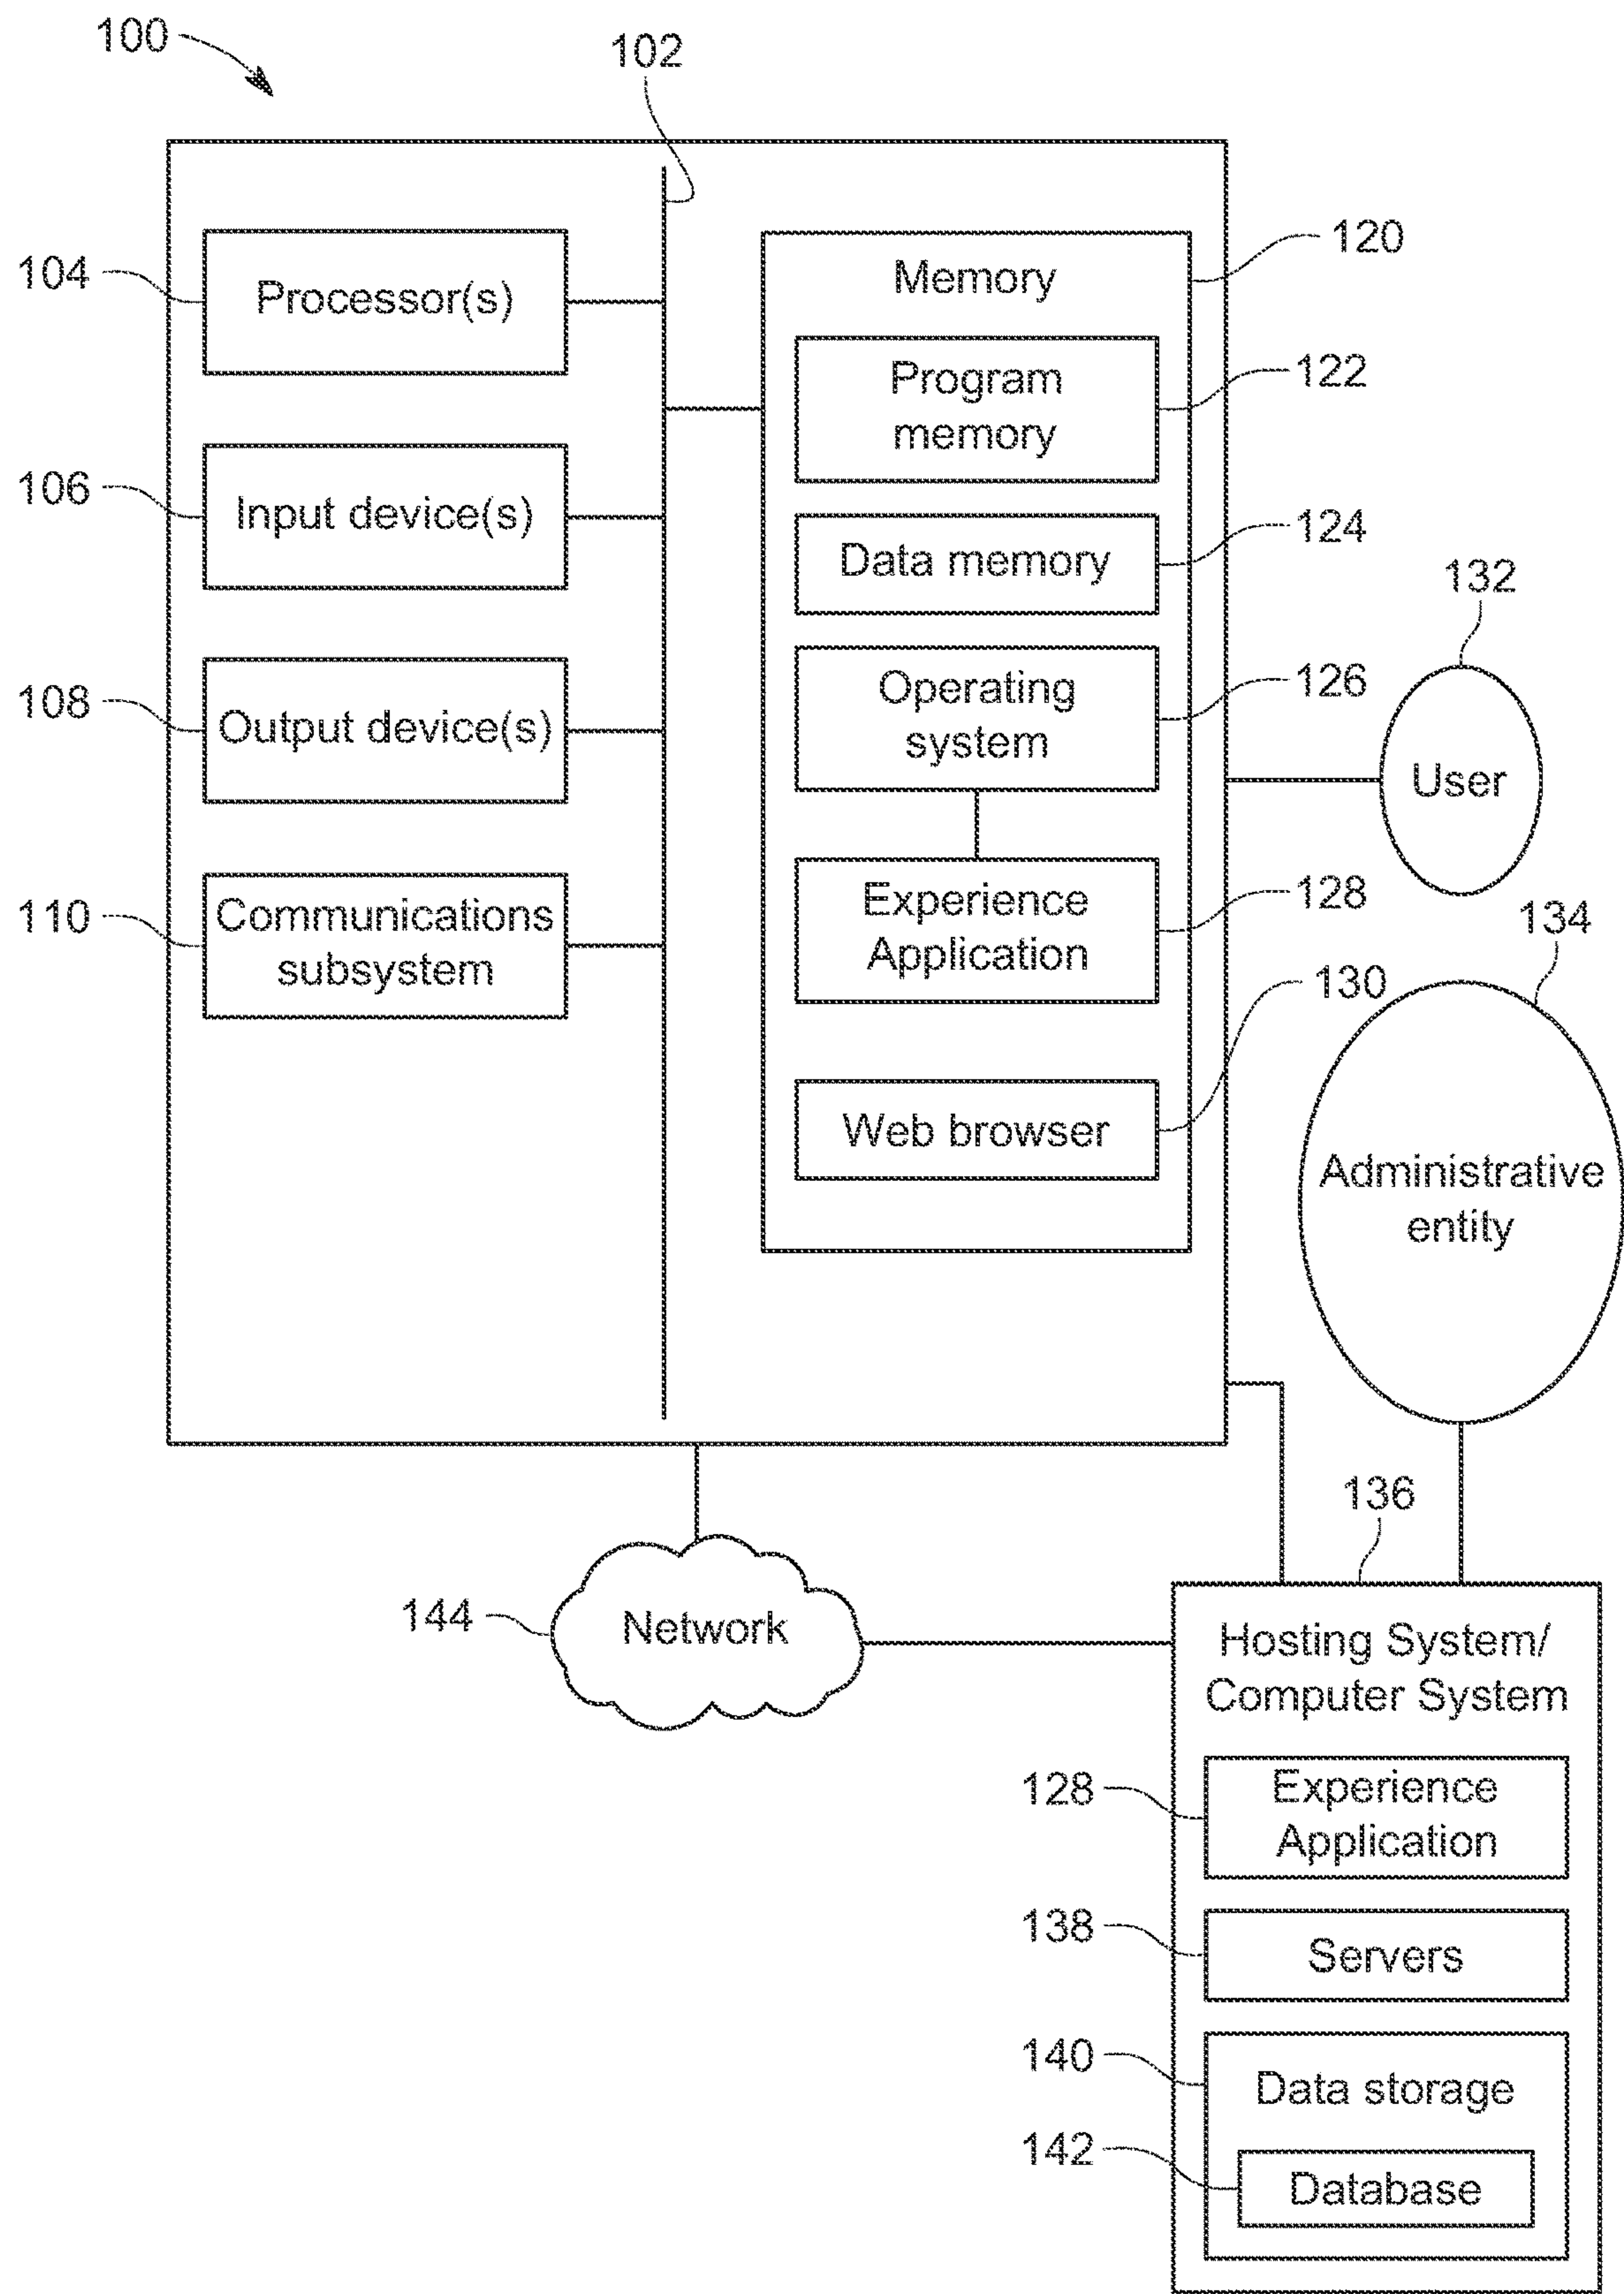 100
102
104
Processor(s)
106
Input device(s)
108
Output device(s)
110
Communications
subsystem
120
Memory
122
Program
memory
124
Data memory
126
Operating
system
128
Experience
Application
130
Web browser
132
User
134
Administrative
entity
136
144
Network
Hosting System/
Computer System
128
Experience
Application
138
Servers
140
Data storage
142
Database